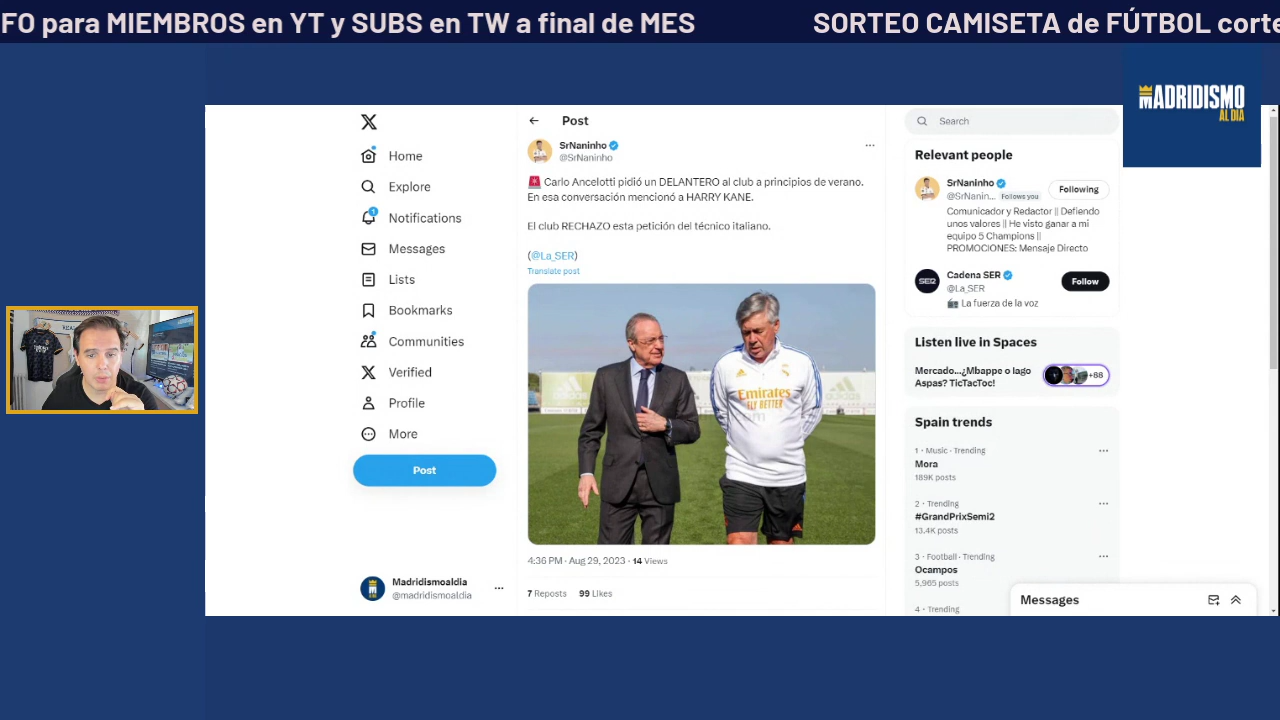 FO para MIEMBROS en YT y SUBS en TW a final de MES
SORTEO CAMISETA de FÚTBOL
MADRIDISMO
AL DIA
Post
SrNaninho
@SrNaninho
🚨 Carlo Ancelotti pidió un DELANTERO al club a principios de verano.
En esa conversación mencionó a HARRY KANE.
El club RECHAZO esta petición del técnico italiano.
(@La_SER)
Translate post
Emirates
FLY BETTER
4:36 PM · Aug 29, 2023 · 14 Views
7 Reposts 99 Likes
Home
Explore
1
Notifications
Messages
Lists
Bookmarks
Communities
Verified
Profile
More
Post
Madridismoaldia
@madridismoaldia
Search
Relevant people
SrNaninho
@SrNanin... Follows you
Following
Comunicador y Redactor || Defiendo
unos valores || He visto ganar a mi
equipo 5 Champions ||
PROMOCIONES: Mensaje Directo
SER
Cadena SER
@La_SER
Follow
📻 La fuerza de la voz
Listen live in Spaces
Mercado...¿Mbappe o Iago
Aspas? TicTacToc!
+88
Spain trends
1 · Music · Trending
Mora
189K posts
2 · Trending
#GrandPrixSemi2
13.4K posts
3 · Football · Trending
Ocampos
5,965 posts
4 · Trending
Messages